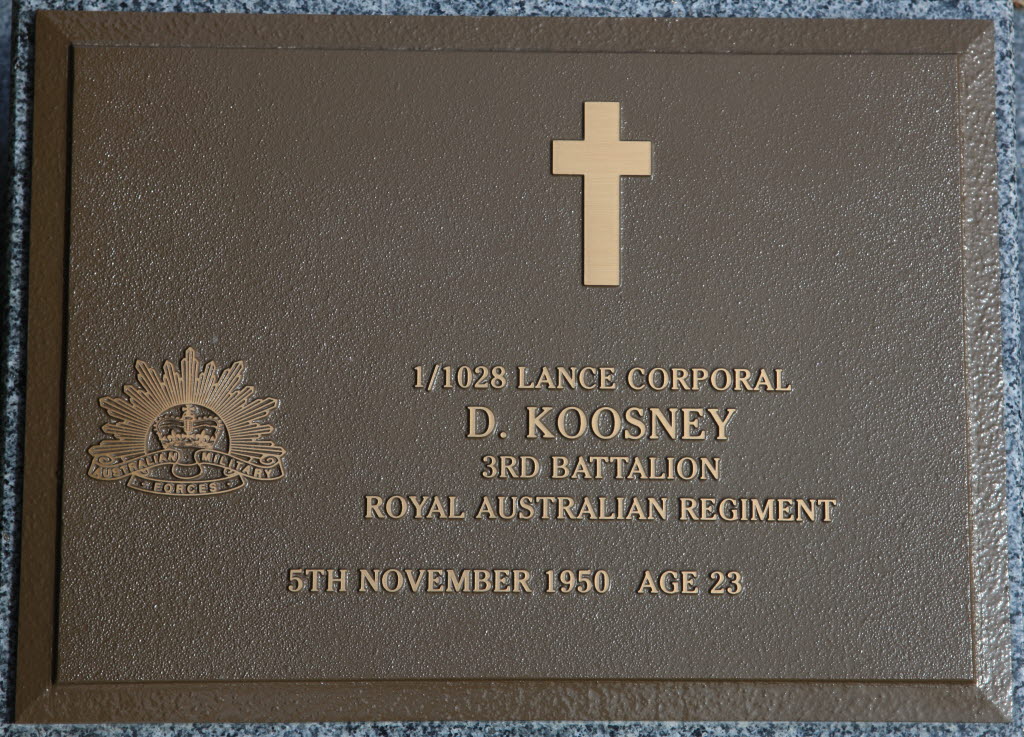 1/1028 LANCE CORPORAL
D. KOOSNEY
3RD BATTALION
ROYAL AUSTRALIAN REGIMENT
5TH NOVEMBER 1950 AGE 23
AUSTRALIAN MILITARY
FORCES